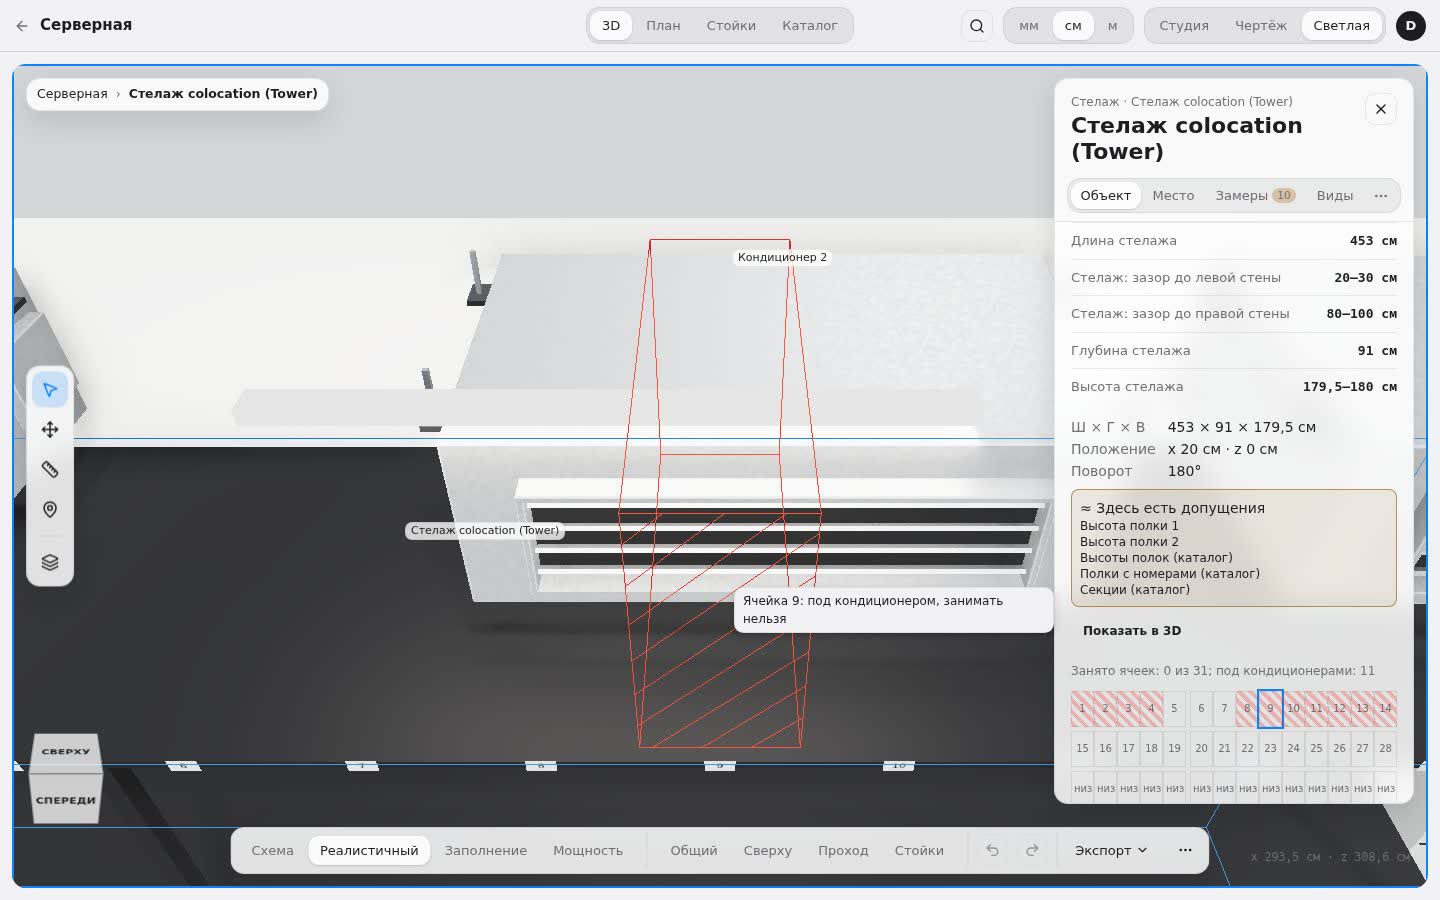 Серверная
3D План Стойки Каталог
мм см м
Студия Чертёж Светлая
D
Серверная › Стелаж colocation (Tower)
Стелаж · Стелаж colocation (Tower)
Стелаж colocation
(Tower)
Объект Место Замеры 10 Виды
Длина стелажа 453 см
Стелаж: зазор до левой стены 20–30 см
Стелаж: зазор до правой стены 80–100 см
Глубина стелажа 91 см
Высота стелажа 179,5–180 см
Ш × Г × В 453 × 91 × 179,5 см
Положение x 20 см · z 0 см
Поворот 180°
≈ Здесь есть допущения
Высота полки 1
Высота полки 2
Высоты полок (каталог)
Полки с номерами (каталог)
Секции (каталог)
Показать в 3D
Занято ячеек: 0 из 31; под кондиционерами: 11
1 2 3 4 5 6 7 8 9 10 11 12 13 14
15 16 17 18 19 20 21 22 23 24 25 26 27 28
низ низ низ низ низ низ низ низ низ низ низ низ низ низ
Кондиционер 2
Стелаж colocation (Tower)
Ячейка 9: под кондиционером, занимать
нельзя
СВЕРХУ
СПЕРЕДИ
6 7 8 9 10
Схема Реалистичный Заполнение Мощность Общий Сверху Проход Стойки Экспорт
x 293,5 см · z 308,6 см